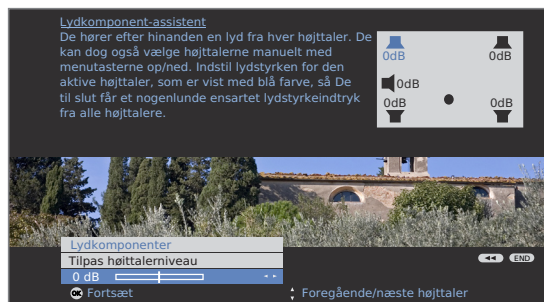 Lydkomponent-assistent
De hører efter hinanden en lyd fra hver højttaler. De
kan dog også vælge højttalerne manuelt med
menutasterne op/ned. Indstil lydstyrken for den
aktive højttaler, som er vist med blå farve, så De
til slut får et nogenlunde ensartet lydstyrkeindtryk
fra alle højttalere.
0dB 0dB
0dB
0dB 0dB
Lydkomponenter
Tilpas høittalerniveau
0 dB
END
OK Fortsæt
Foregående/næste højttaler